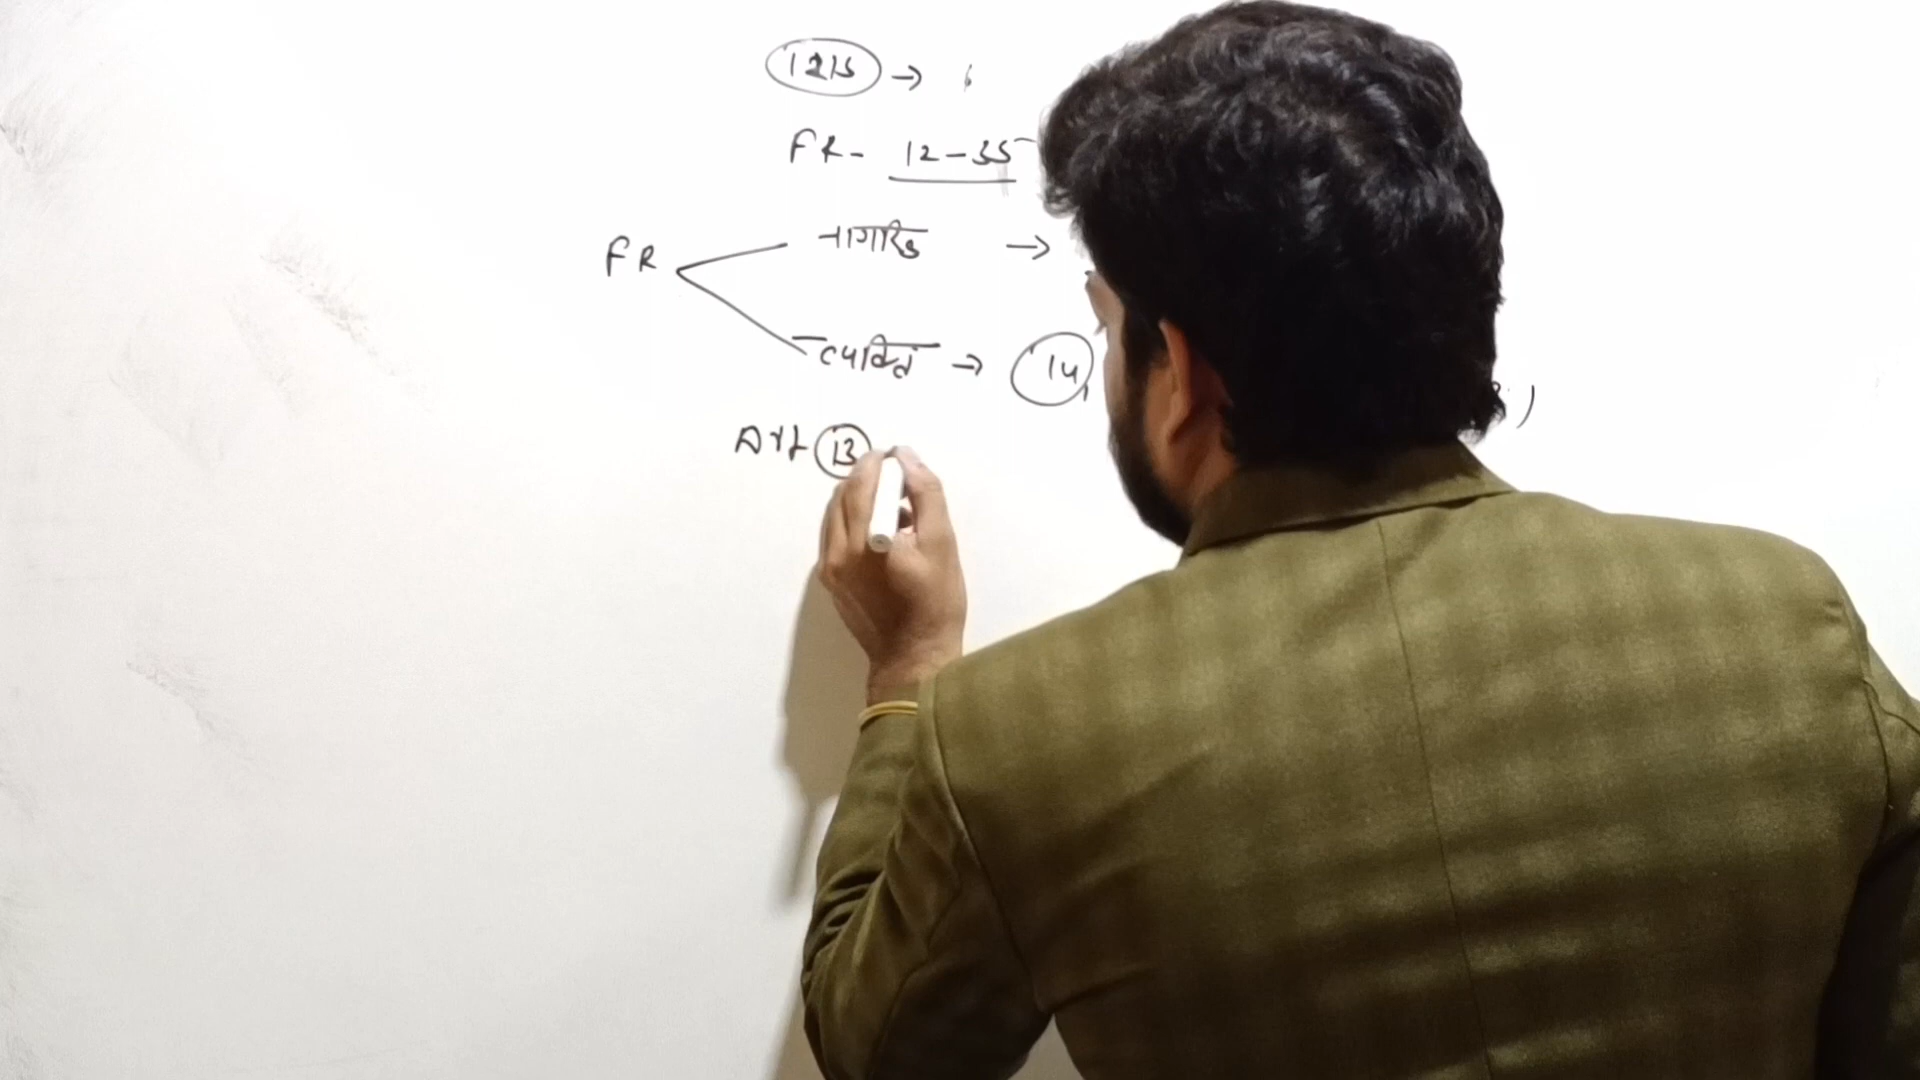 1215 →
FR - 12-35
FR
नागरिक →
व्यक्ति → 14,
Art 13